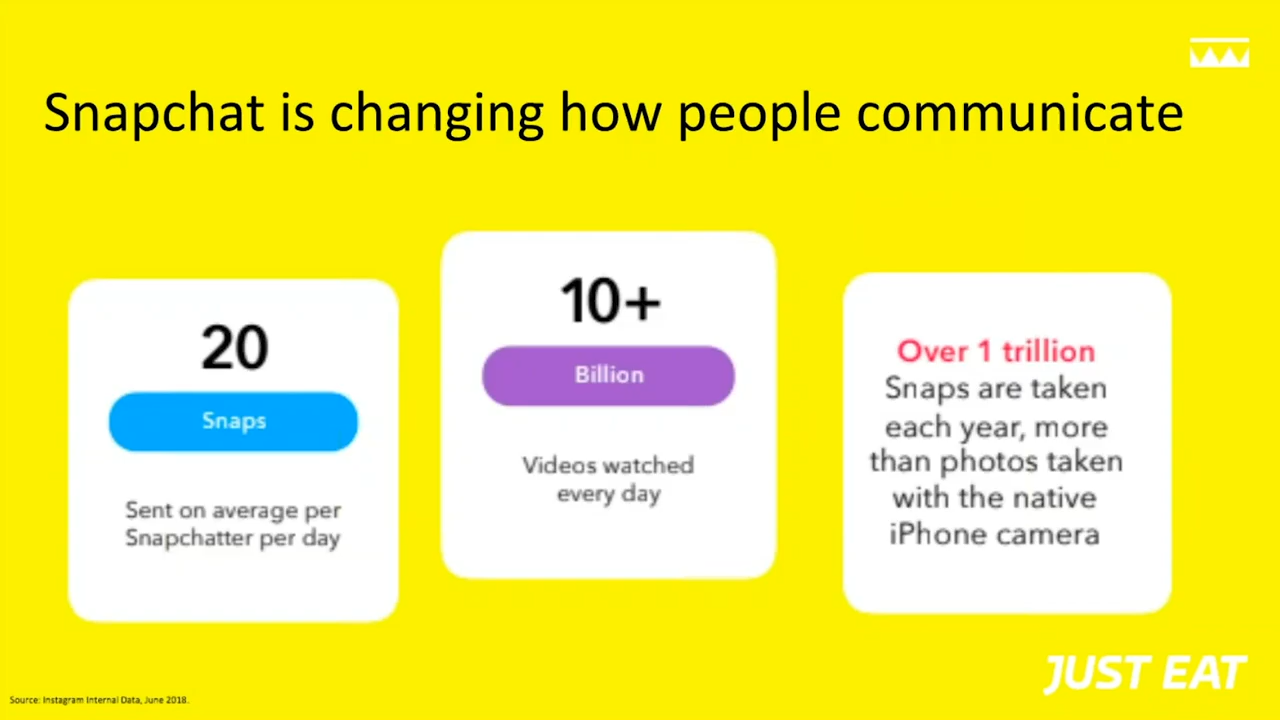 Snapchat is changing how people communicate
20
Snaps
Sent on average per
Snapchatter per day
10+
Billion
Videos watched
every day
Over 1 trillion
Snaps are taken
each year, more
than photos taken
with the native
iPhone camera
JUST EAT
Source: Instagram Internal Data, June 2018.